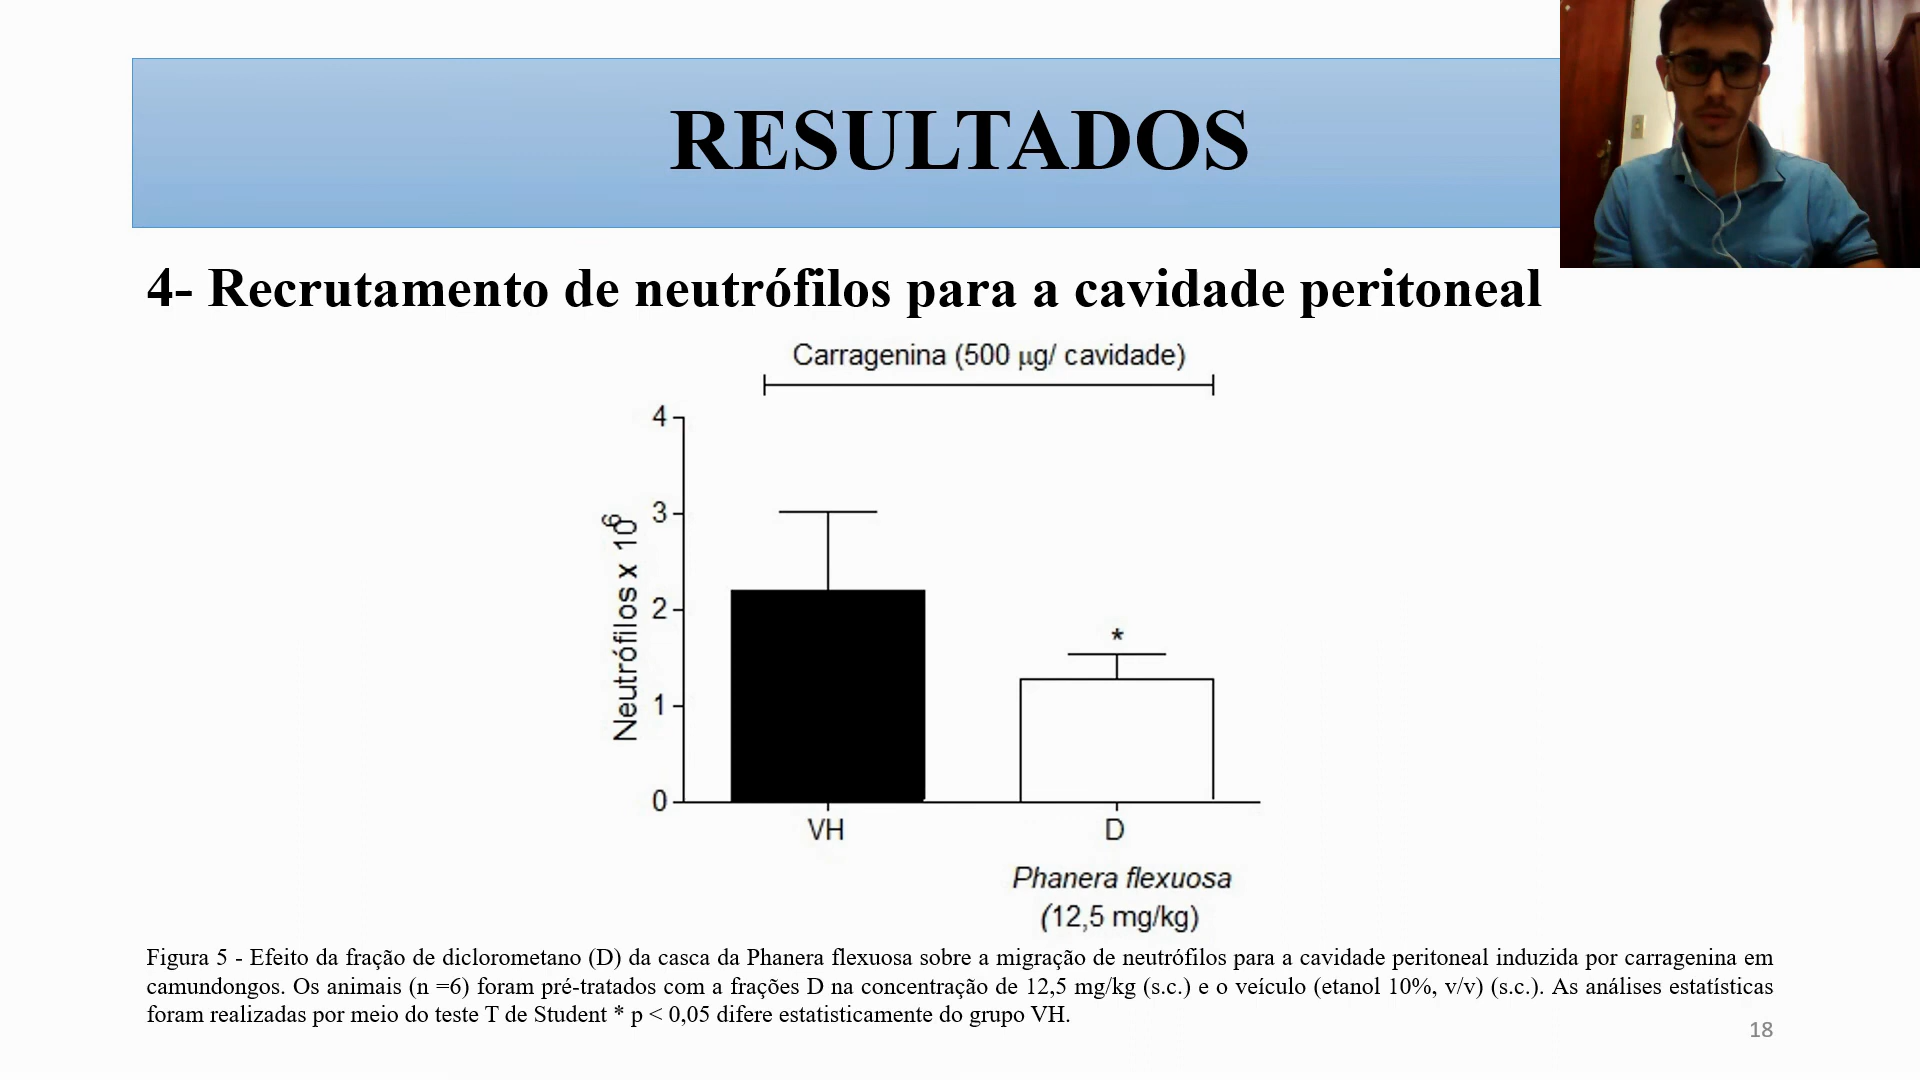 RESULTADOS
4- Recrutamento de neutrófilos para a cavidade peritoneal
Carragenina (500 µg/ cavidade)
4
3
2
1
0
Neutrófilos x 10⁶
*
VH
D
Phanera flexuosa
(12,5 mg/kg)
Figura 5 - Efeito da fração de diclorometano (D) da casca da Phanera flexuosa sobre a migração de neutrófilos para a cavidade peritoneal induzida por carragenina em
camundongos. Os animais (n =6) foram pré-tratados com a frações D na concentração de 12,5 mg/kg (s.c.) e o veículo (etanol 10%, v/v) (s.c.). As análises estatísticas
foram realizadas por meio do teste T de Student * p < 0,05 difere estatisticamente do grupo VH.
18